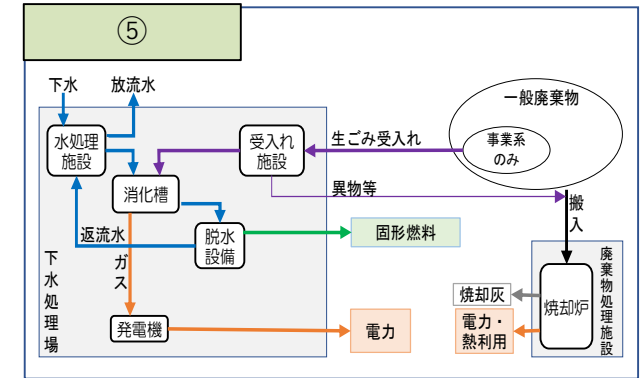 ⑤
下水
放流水
一般廃棄物
水処理
施設
受入れ
施設
生ごみ受入れ
事業系
のみ
消化槽
異物等
搬入
返流水
ガス
脱水
設備
固形燃料
下水処理場
廃棄物処理施設
焼却灰
焼却炉
発電機
電力
電力・
熱利用